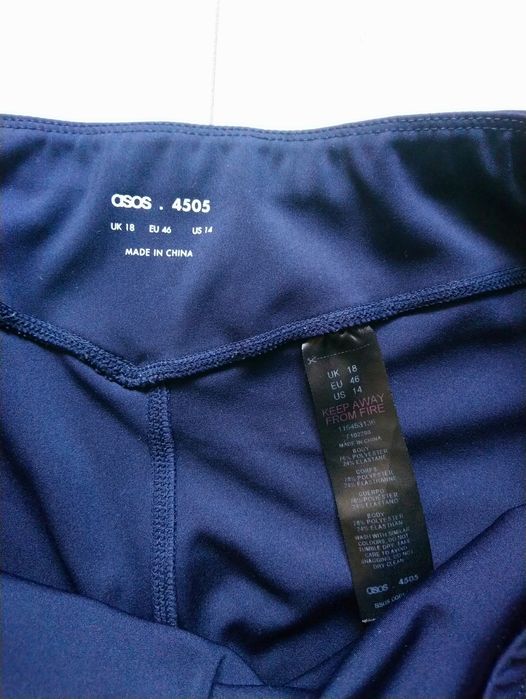 asos . 4505
UK 18 EU 46 US 14
MADE IN CHINA
UK 18
EU 46
US 14
KEEP AWAY
FROM FIRE
MADE IN CHINA
BODY
76% POLYESTER
24% ELASTANE
CORPS
76% POLYESTER
24% ELASTHANNE
CUERPO
76% POLIÉSTER
24% ELASTANO
BODY
76% POLYESTER
24% ELASTHAN
WASH WITH SIMILAR
COLOURS. DO NOT
TUMBLE DRY. TAKE
CARE TO AVOID
SNAGGING. DO NOT
DRY CLEAN
asos . 4505